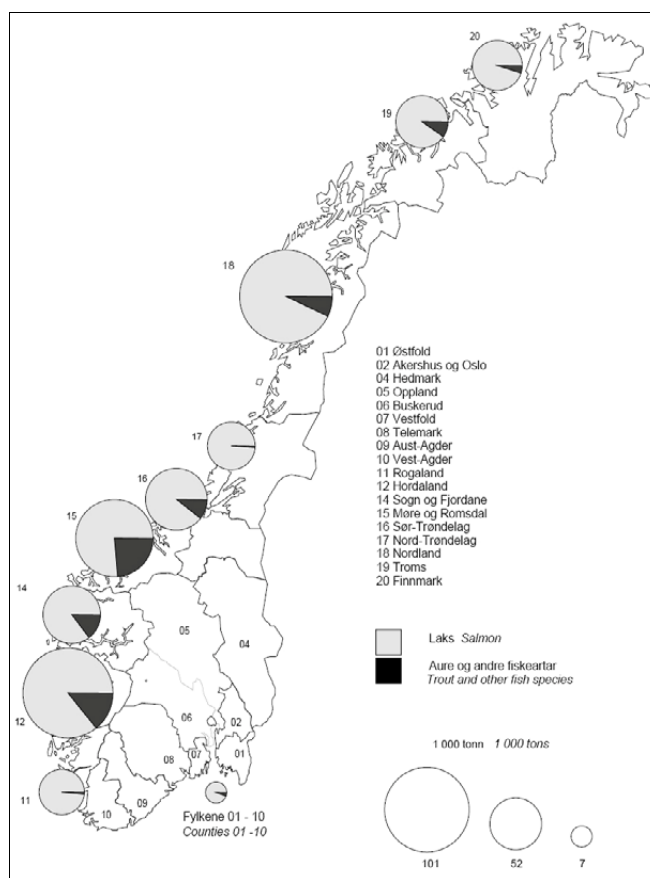 20
19
18
01 Østfold
02 Akershus og Oslo
04 Hedmark
05 Oppland
06 Buskerud
07 Vestfold
08 Telemark
09 Aust-Agder
10 Vest-Agder
11 Rogaland
12 Hordaland
14 Sogn og Fjordane
15 Møre og Romsdal
16 Sør-Trøndelag
17 Nord-Trøndelag
18 Nordland
19 Troms
20 Finnmark
17
16
15
14
05
04
Laks Salmon
Aure og andre fiskeartar
Trout and other fish species
12
06
02
01
07
08
11
10
09
Fylkene 01 - 10
Counties 01 -10
1 000 tonn 1 000 tons
101
52
7